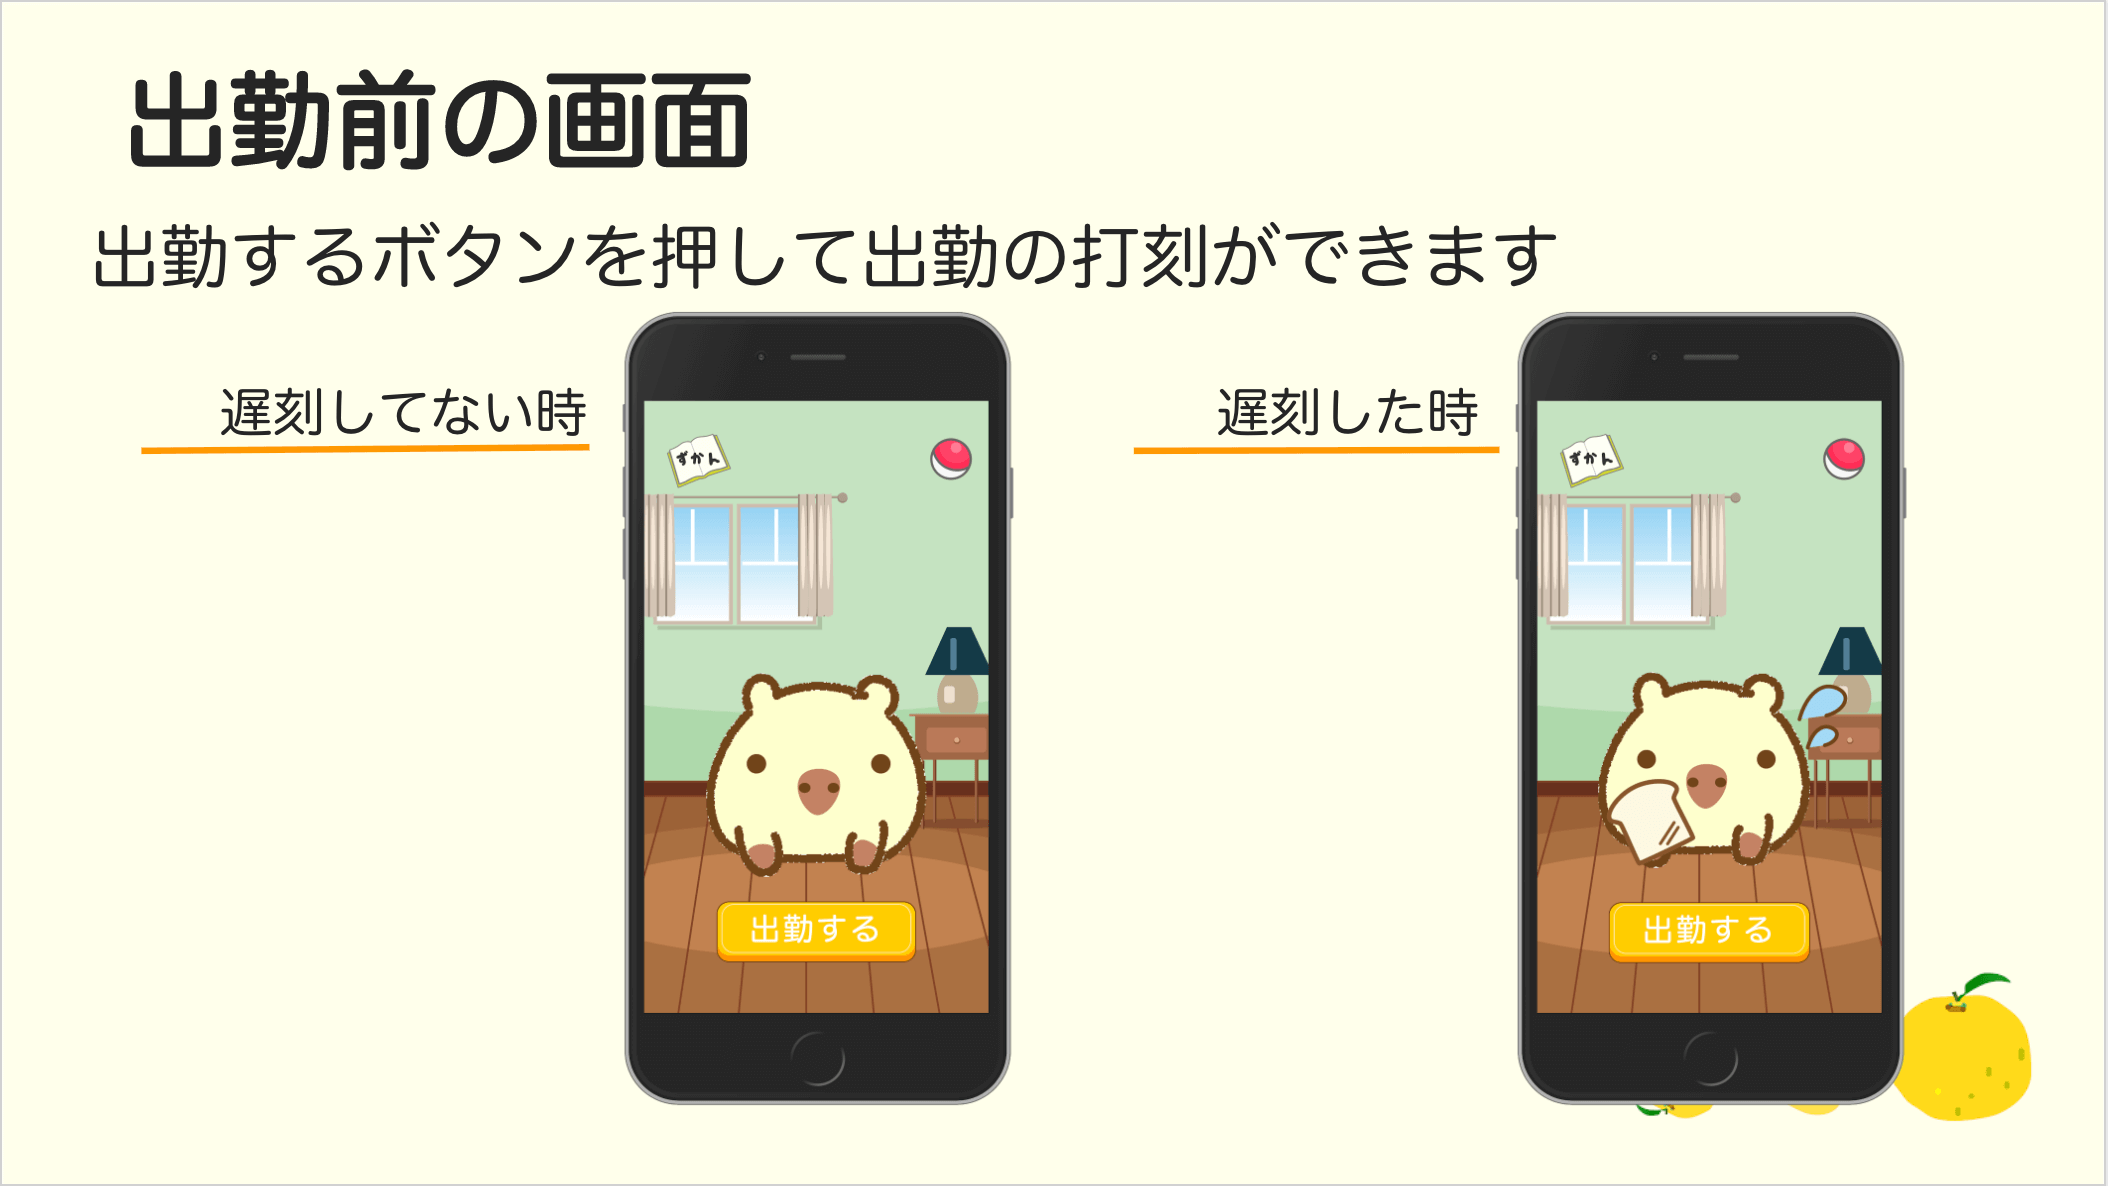 出勤前の画面
出勤するボタンを押して出勤の打刻ができます
遅刻してない時
ずかん
出勤する
遅刻した時
ずかん
出勤する